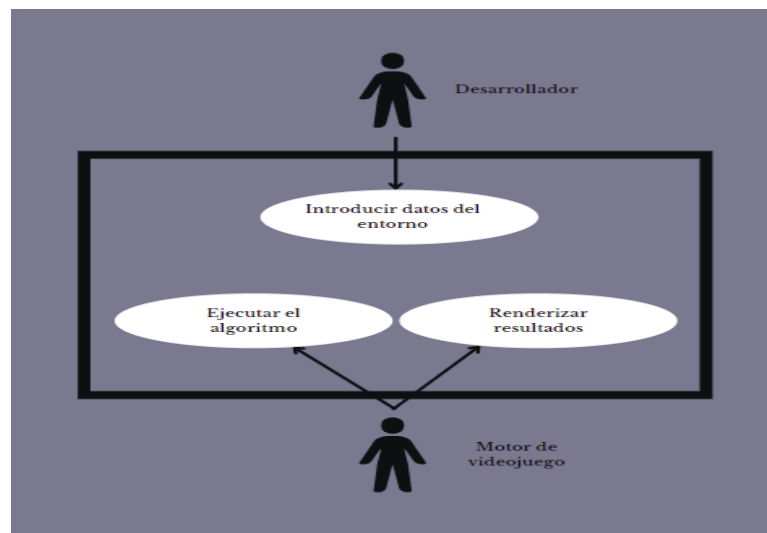 Desarrollador
Introducir datos del
entorno
Ejecutar el
algoritmo
Renderizar
resultados
Motor de
videojuego